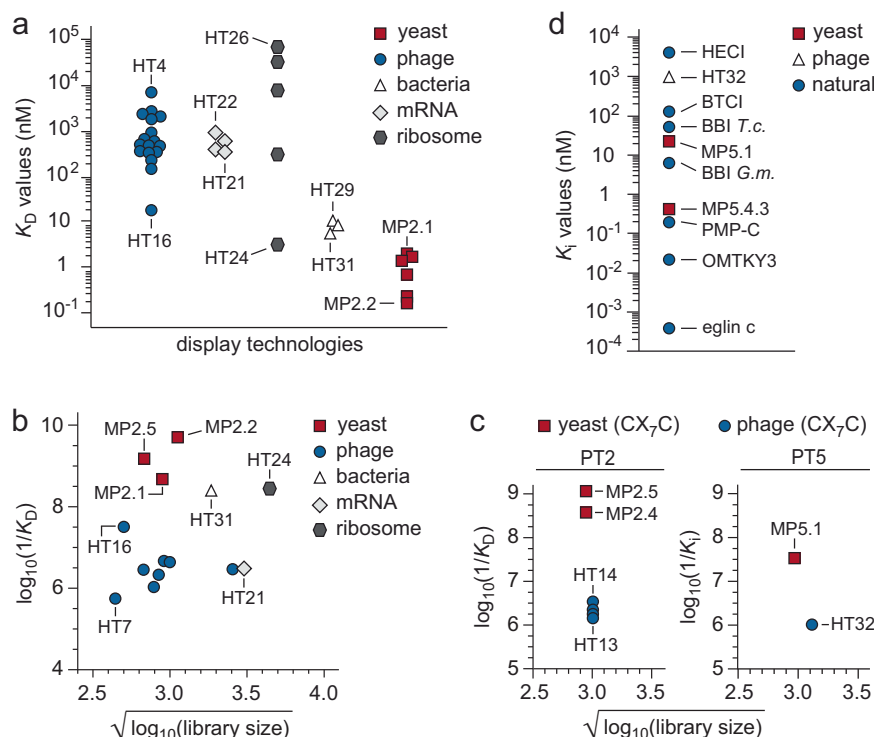 a
K_D values (nM)
10^5
10^4
10^3
10^2
10
1
10^-1
HT4
HT16
HT22
HT21
HT26
HT24
HT29
HT31
MP2.1
MP2.2
yeast
phage
bacteria
mRNA
ribosome
display technologies
d
K_i values (nM)
10^4
10^3
10^2
10
1
10^-1
10^-2
10^-3
10^-4
HECI
HT32
BTCI
BBI T.c.
MP5.1
BBI G.m.
MP5.4.3
PMP-C
OMTKY3
eglin c
yeast
phage
natural
b
log10(1/K_D)
10
8
6
4
MP2.5
MP2.2
MP2.1
HT16
HT7
HT31
HT24
HT21
yeast
phage
bacteria
mRNA
ribosome
2.5 3.0 3.5 4.0
√log10(library size)
c
yeast (CX7C) phage (CX7C)
PT2 PT5
log10(1/K_D)
9
8
7
6
5
MP2.5
MP2.4
HT14
HT13
2.5 3.0 3.5
log10(1/K_i)
9
8
7
6
5
MP5.1
HT32
2.5 3.0 3.5
√log10(library size)